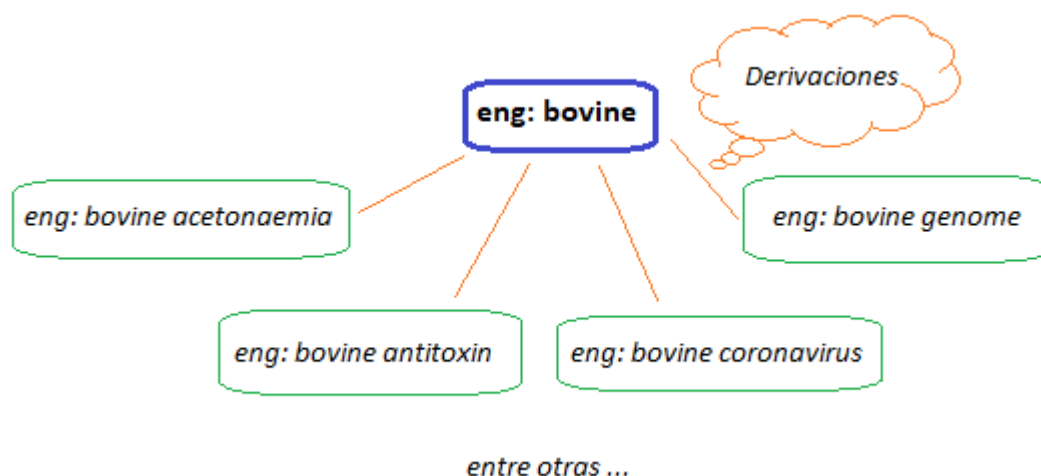 Derivaciones
eng: bovine
eng: bovine acetonaemia
eng: bovine genome
eng: bovine antitoxin
eng: bovine coronavirus
entre otras ...